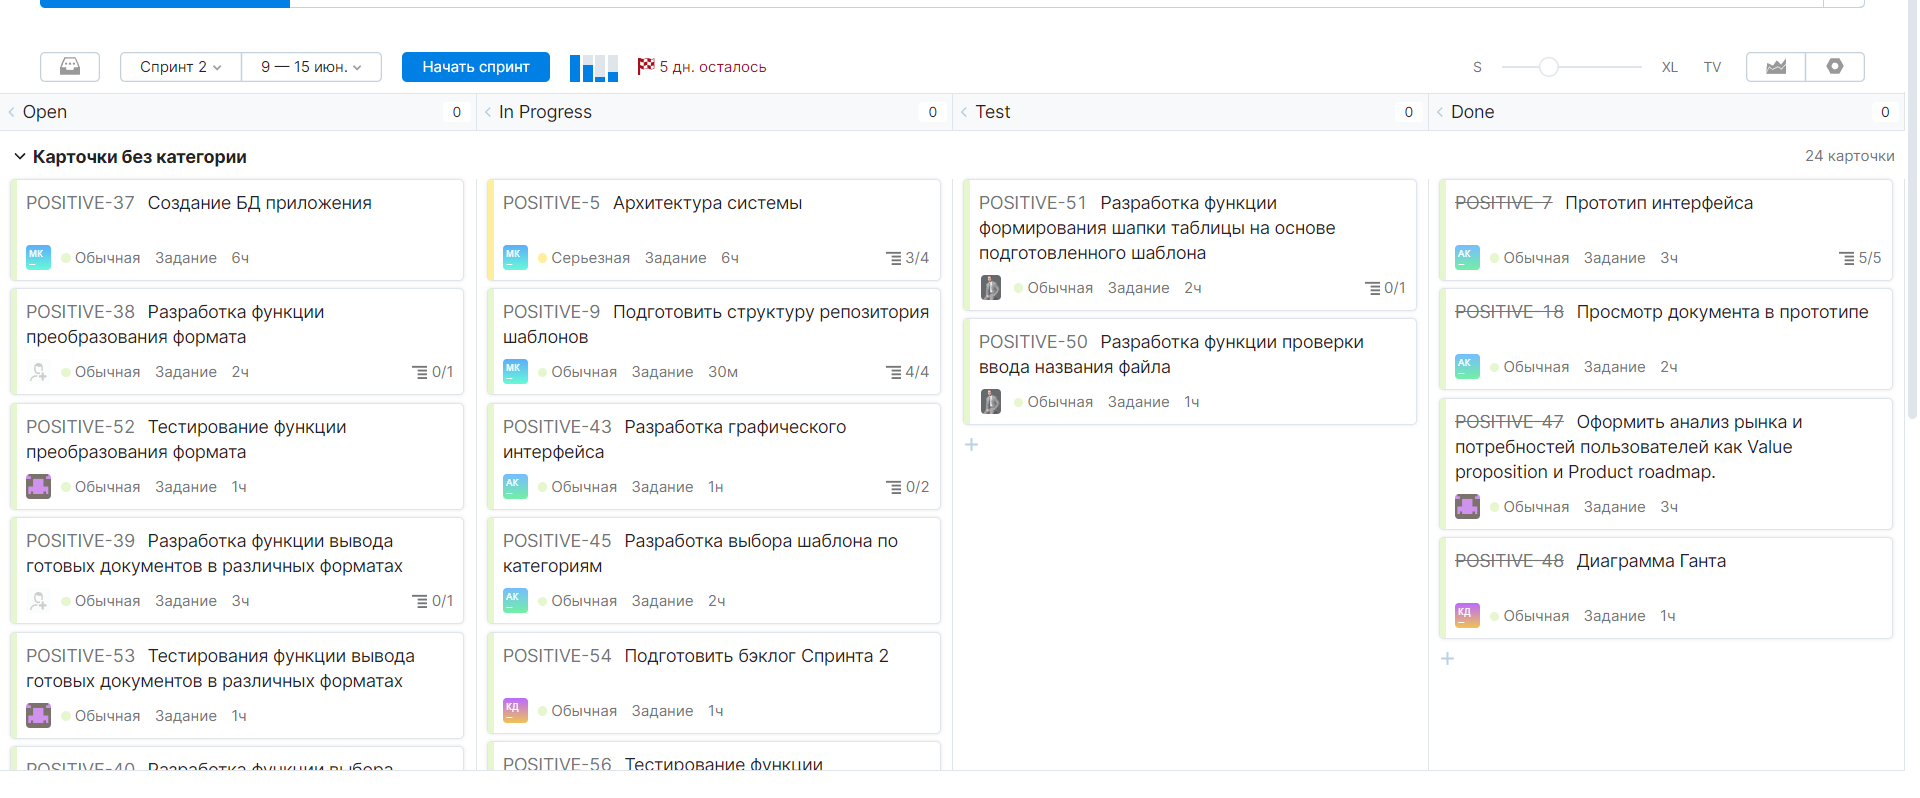 Спринт 2
9 — 15 июн.
Начать спринт
5 дн. осталось
S
XL
TV
Open
0
In Progress
0
Test
0
Done
0
Карточки без категории
24 карточки
POSITIVE-37 Создание БД приложения
МК
Обычная Задание 6ч
POSITIVE-38 Разработка функции
преобразования формата
Обычная Задание 2ч
0/1
POSITIVE-52 Тестирование функции
преобразования формата
Обычная Задание 1ч
POSITIVE-39 Разработка функции вывода
готовых документов в различных форматах
Обычная Задание 3ч
0/1
POSITIVE-53 Тестирования функции вывода
готовых документов в различных форматах
Обычная Задание 1ч
POSITIVE-40 Разработка функции выбора
POSITIVE-5 Архитектура системы
МК
Серьезная Задание 6ч
3/4
POSITIVE-9 Подготовить структуру репозитория
шаблонов
МК
Обычная Задание 30м
4/4
POSITIVE-43 Разработка графического
интерфейса
АК
Обычная Задание 1н
0/2
POSITIVE-45 Разработка выбора шаблона по
категориям
АК
Обычная Задание 2ч
POSITIVE-54 Подготовить бэклог Спринта 2
КД
Обычная Задание 1ч
POSITIVE-56 Тестирование функции
POSITIVE-51 Разработка функции
формирования шапки таблицы на основе
подготовленного шаблона
Обычная Задание 2ч
0/1
POSITIVE-50 Разработка функции проверки
ввода названия файла
Обычная Задание 1ч
POSITIVE-7 Прототип интерфейса
АК
Обычная Задание 3ч
5/5
POSITIVE-18 Просмотр документа в прототипе
АК
Обычная Задание 2ч
POSITIVE-47 Оформить анализ рынка и
потребностей пользователей как Value
proposition и Product roadmap.
Обычная Задание 3ч
POSITIVE-48 Диаграмма Ганта
КД
Обычная Задание 1ч